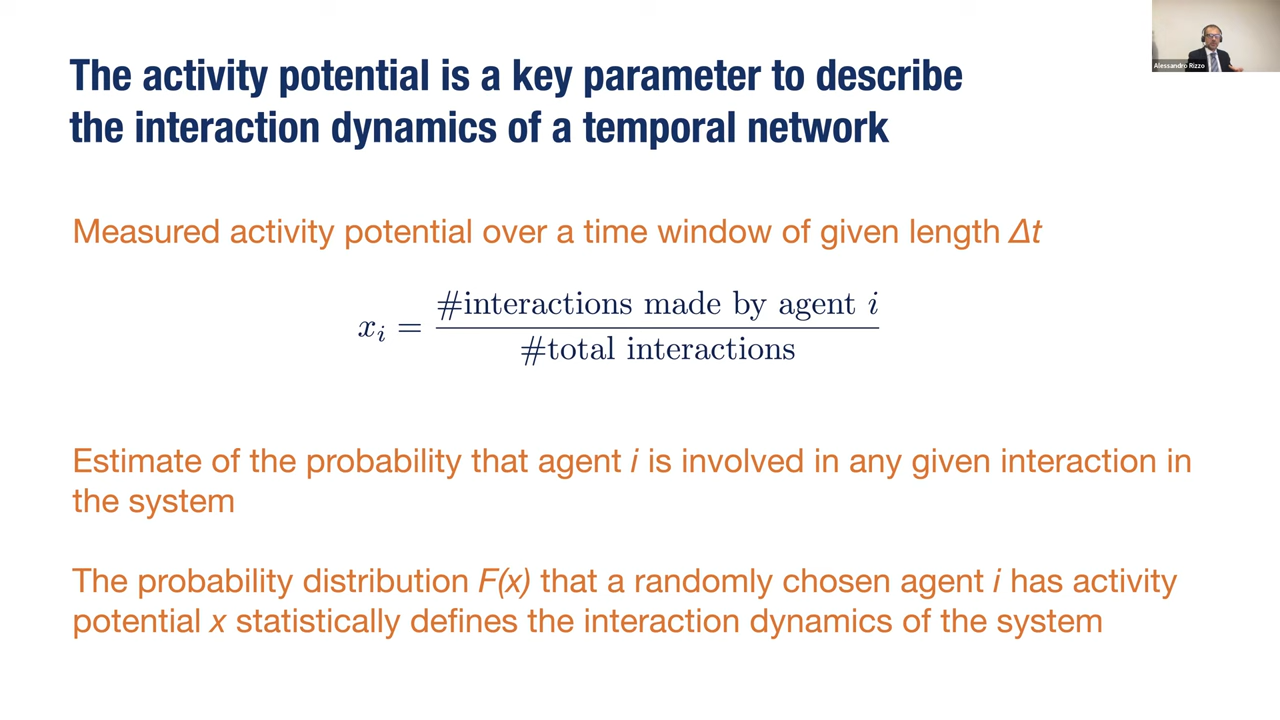 The activity potential is a key parameter to describe
the interaction dynamics of a temporal network
Alessandro Rizzo
Measured activity potential over a time window of given length Δt
x_i = #interactions made by agent i / #total interactions
Estimate of the probability that agent i is involved in any given interaction in
the system
The probability distribution F(x) that a randomly chosen agent i has activity
potential x statistically defines the interaction dynamics of the system